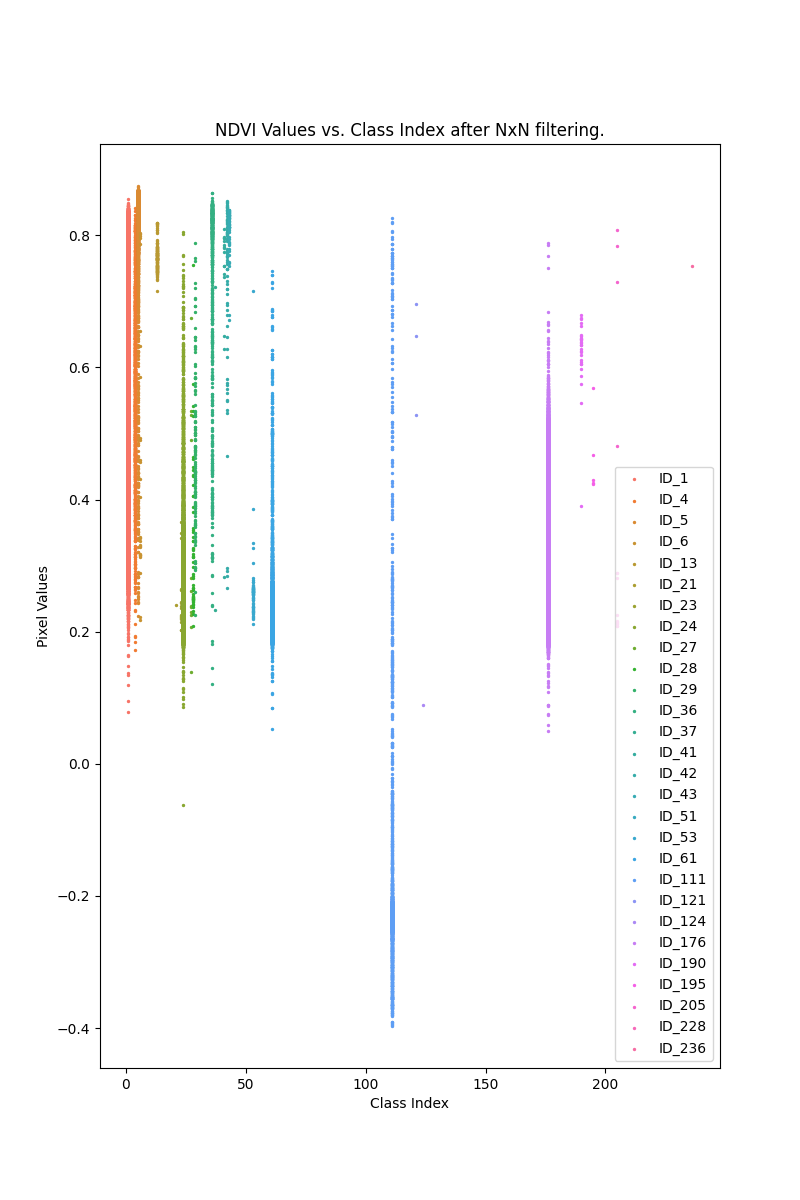 NDVI Values vs. Class Index after NxN filtering.
Pixel Values
0.8
0.6
0.4
0.2
0.0
−0.2
−0.4
0
50
100
150
200
Class Index
ID_1
ID_4
ID_5
ID_6
ID_13
ID_21
ID_23
ID_24
ID_27
ID_28
ID_29
ID_36
ID_37
ID_41
ID_42
ID_43
ID_51
ID_53
ID_61
ID_111
ID_121
ID_124
ID_176
ID_190
ID_195
ID_205
ID_228
ID_236